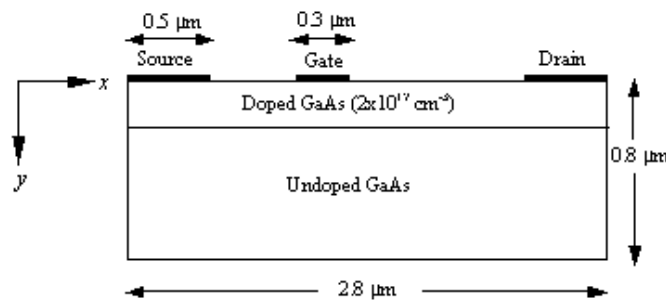 0.5 μm 0.3 μm
Source Gate Drain
x
Doped GaAs (2x10¹⁷ cm⁻³)
0.8 μm
y
Undoped GaAs
2.8 μm